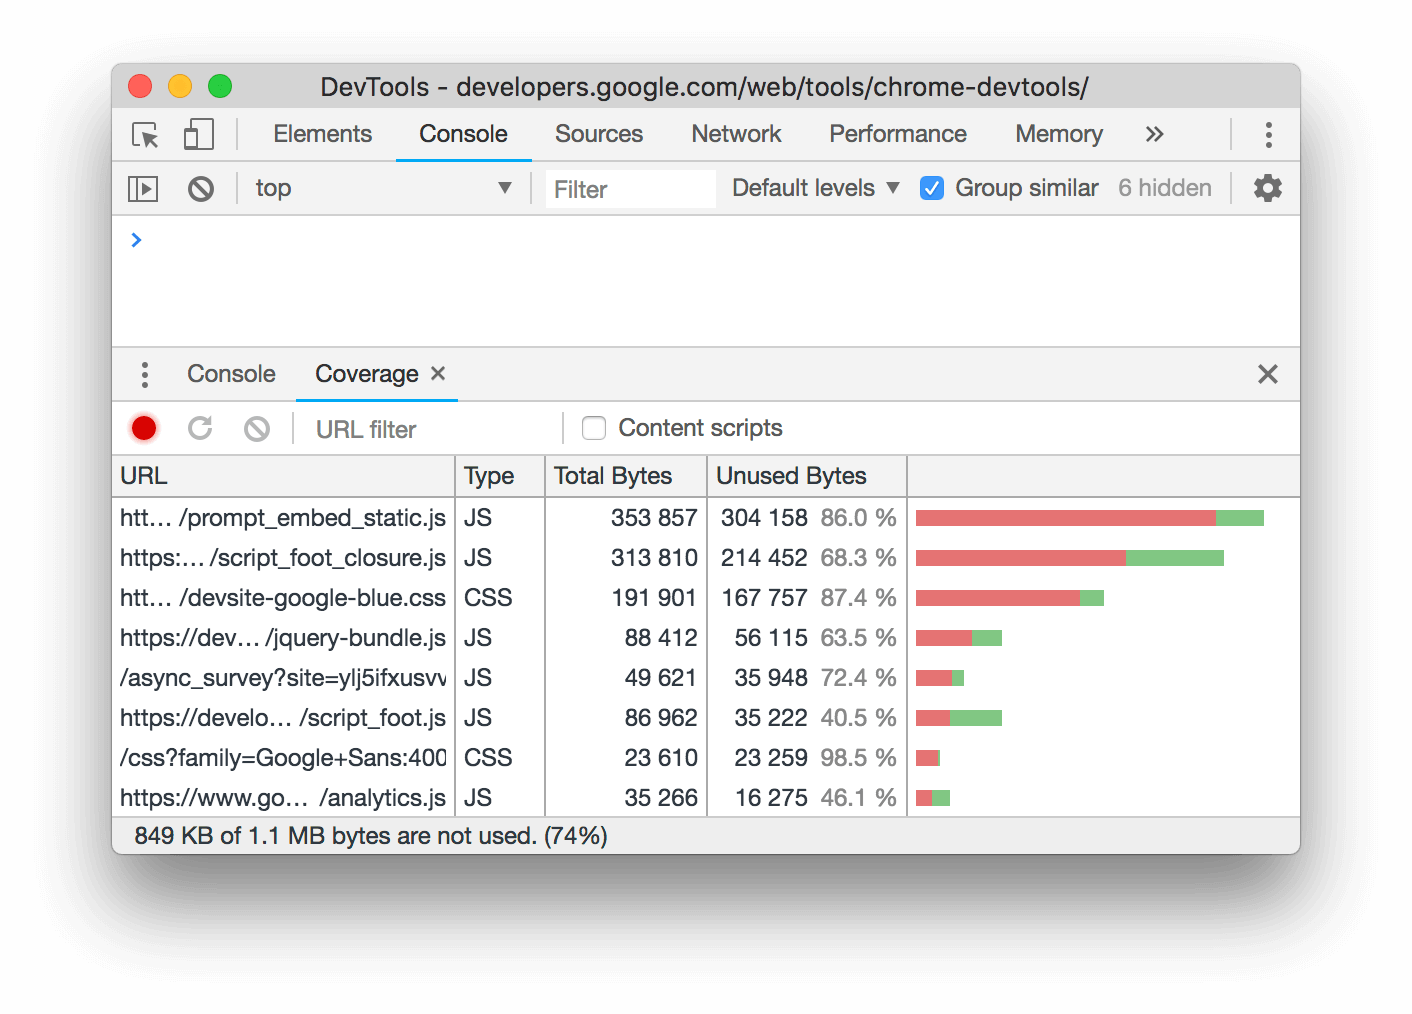 DevTools - developers.google.com/web/tools/chrome-devtools/
Elements Console Sources Network Performance Memory »
top ▼ Filter Default levels ▼ Group similar 6 hidden
>
Console Coverage ×
URL filter Content scripts
URL Type Total Bytes Unused Bytes
htt… /prompt_embed_static.js JS 353 857 304 158 86.0 %
https:… /script_foot_closure.js JS 313 810 214 452 68.3 %
htt… /devsite-google-blue.css CSS 191 901 167 757 87.4 %
https://dev… /jquery-bundle.js JS 88 412 56 115 63.5 %
/async_survey?site=ylj5ifxusvv JS 49 621 35 948 72.4 %
https://develo… /script_foot.js JS 86 962 35 222 40.5 %
/css?family=Google+Sans:400 CSS 23 610 23 259 98.5 %
https://www.go… /analytics.js JS 35 266 16 275 46.1 %
849 KB of 1.1 MB bytes are not used. (74%)